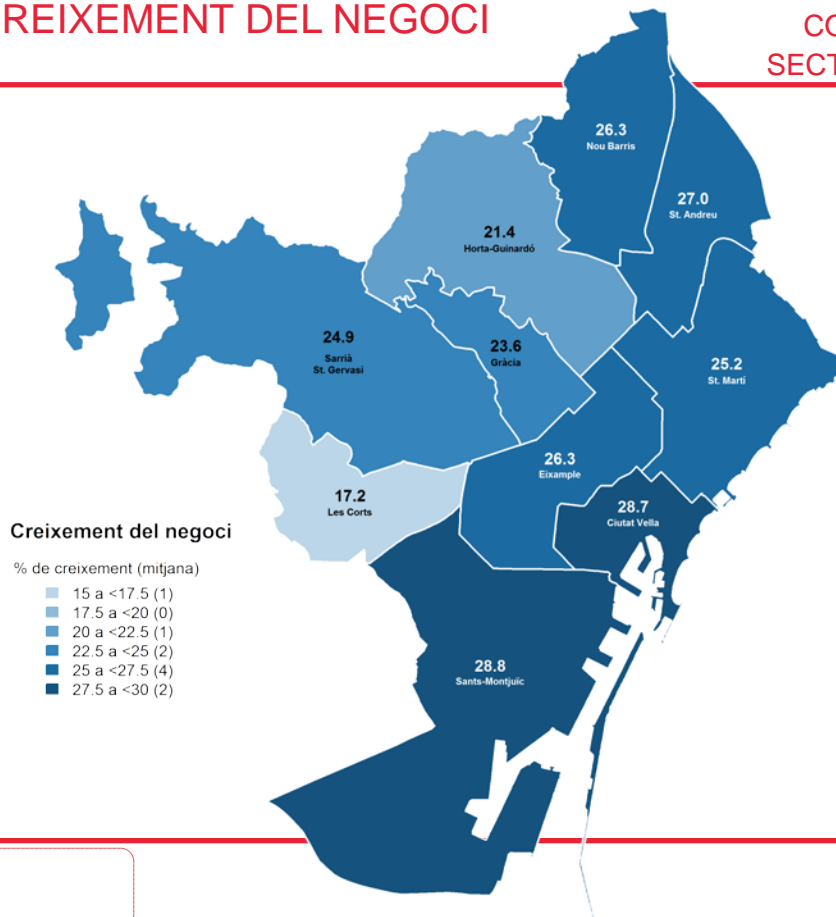 REIXEMENT DEL NEGOCI
CO
SECT
26.3
Nou Barris
27.0
St. Andreu
21.4
Horta-Guinardó
24.9
Sarrià
St. Gervasi
23.6
Gràcia
25.2
St. Martí
26.3
Eixample
17.2
Les Corts
28.7
Ciutat Vella
28.8
Sants-Montjuïc
Creixement del negoci
% de creixement (mitjana)
15 a <17.5 (1)
17.5 a <20 (0)
20 a <22.5 (1)
22.5 a <25 (2)
25 a <27.5 (4)
27.5 a <30 (2)